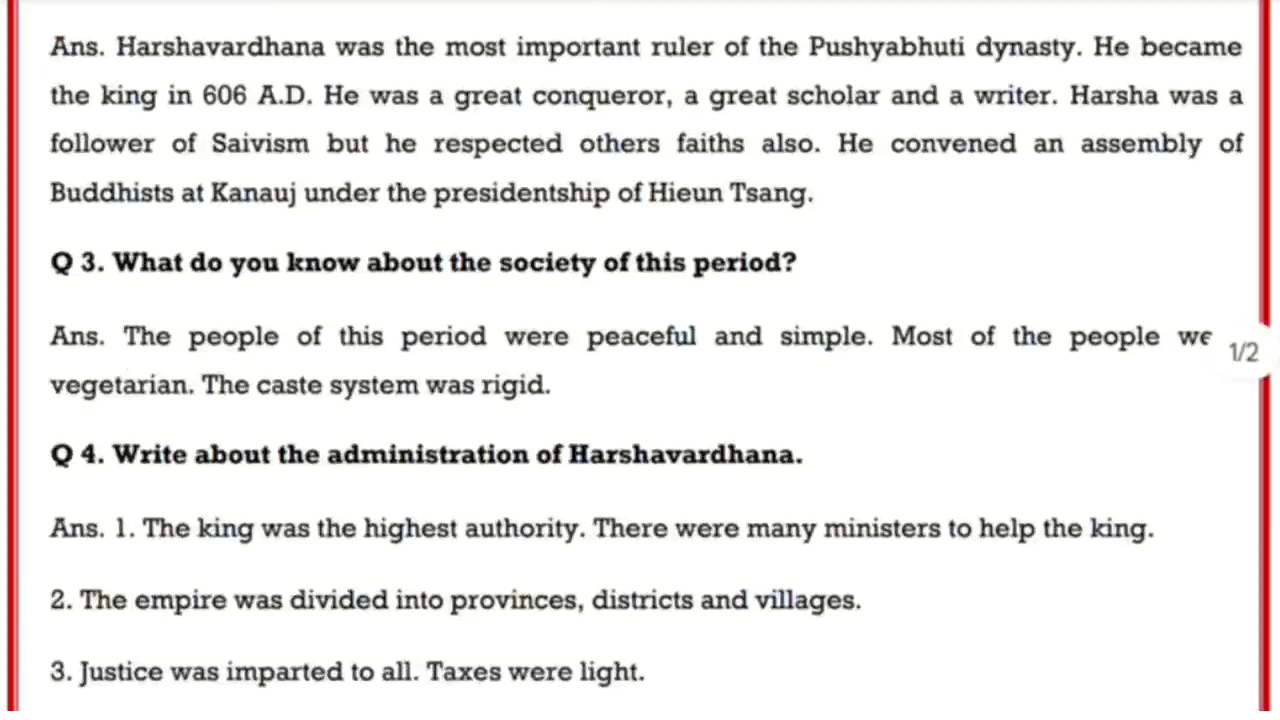 Ans. Harshavardhana was the most important ruler of the Pushyabhuti dynasty. He became
the king in 606 A.D. He was a great conqueror, a great scholar and a writer. Harsha was a
follower of Saivism but he respected others faiths also. He convened an assembly of
Buddhists at Kanauj under the presidentship of Hieun Tsang.
Q 3. What do you know about the society of this period?
Ans. The people of this period were peaceful and simple. Most of the people
1/2
vegetarian. The caste system was rigid.
Q 4. Write about the administration of Harshavardhana.
Ans. 1. The king was the highest authority. There were many ministers to help the king.
2. The empire was divided into provinces, districts and villages.
3. Justice was imparted to all. Taxes were light.